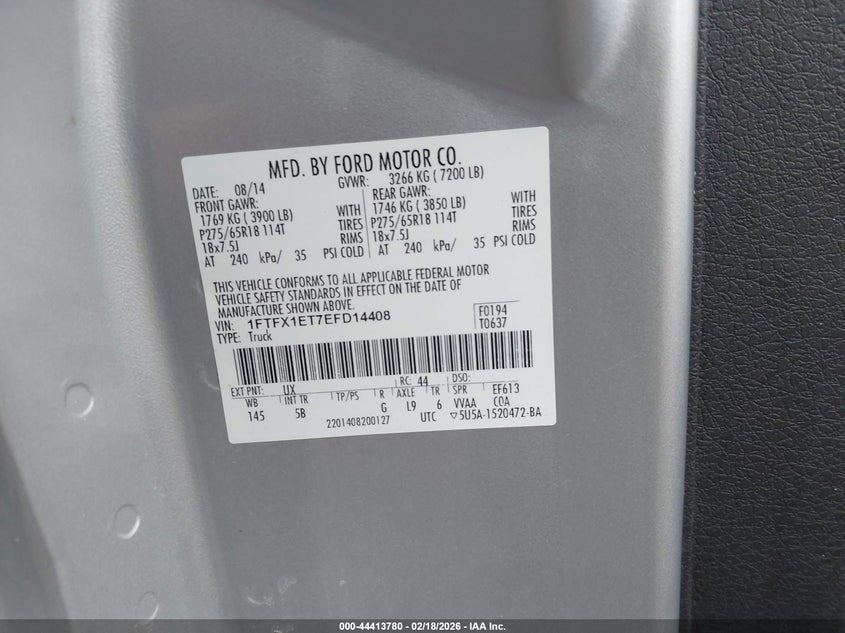 MFD. BY FORD MOTOR CO.
DATE: 08/14 GVWR: 3266 KG ( 7200 LB)
FRONT GAWR: REAR GAWR:
1769 KG ( 3900 LB) WITH 1746 KG ( 3850 LB) WITH
P275/65R18 114T TIRES P275/65R18 114T TIRES
18x7.5J RIMS 18x7.5J RIMS
AT 240 kPa/ 35 PSI COLD AT 240 kPa/ 35 PSI COLD
THIS VEHICLE CONFORMS TO ALL APPLICABLE FEDERAL MOTOR
VEHICLE SAFETY STANDARDS IN EFFECT ON THE DATE OF
MANUFACTURE SHOWN ABOVE.
VIN: 1FTFX1ET7EFD14408 F0194
TYPE: Truck T0637
EXT PNT: UX RC: 44 DSO:
WB INT TR TP/PS R AXLE TR SPR EF613
145 5B G L9 6 VVAA COA
2201408200127 UTC ▽5U5A-1520472-BA
000-44413780 - 02/18/2026 - IAA Inc.